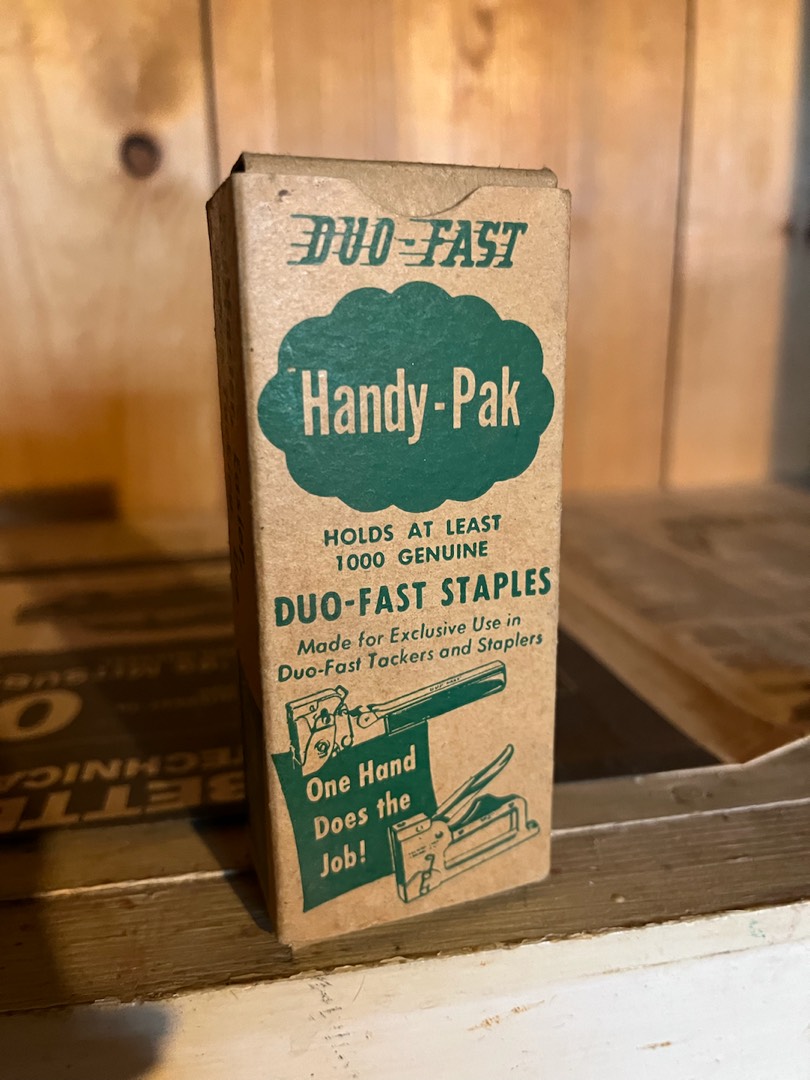 DUO-FAST
Handy-Pak
HOLDS AT LEAST
1000 GENUINE
DUO-FAST STAPLES
Made for Exclusive Use in
Duo-Fast Tackers and Staplers
One Hand
Does the
Job!